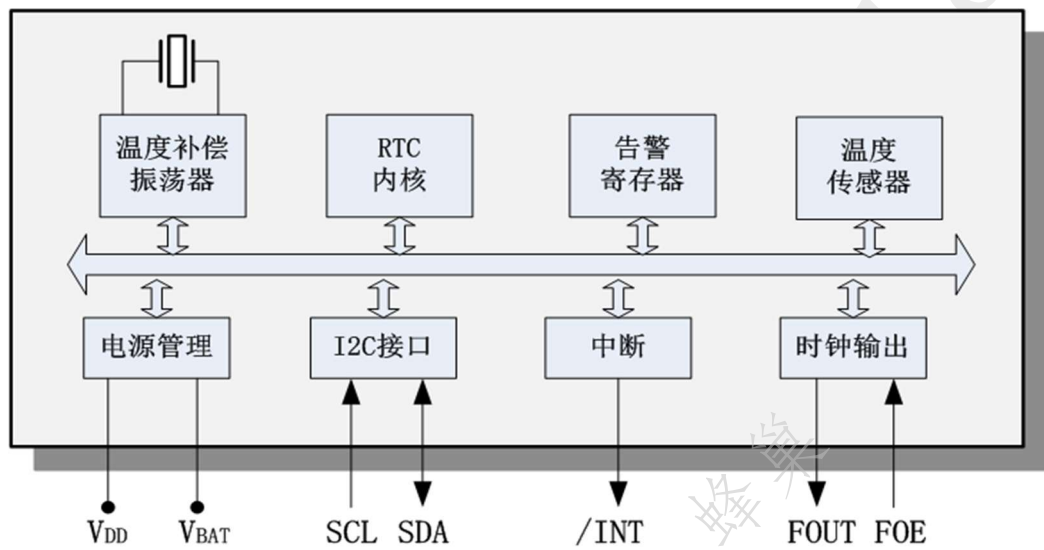 温度补偿
振荡器
RTC
内核
告警
寄存器
温度
传感器
电源管理
I2C接口
中断
时钟输出
VDD VBAT SCL SDA /INT FOUT FOE
蜂巢